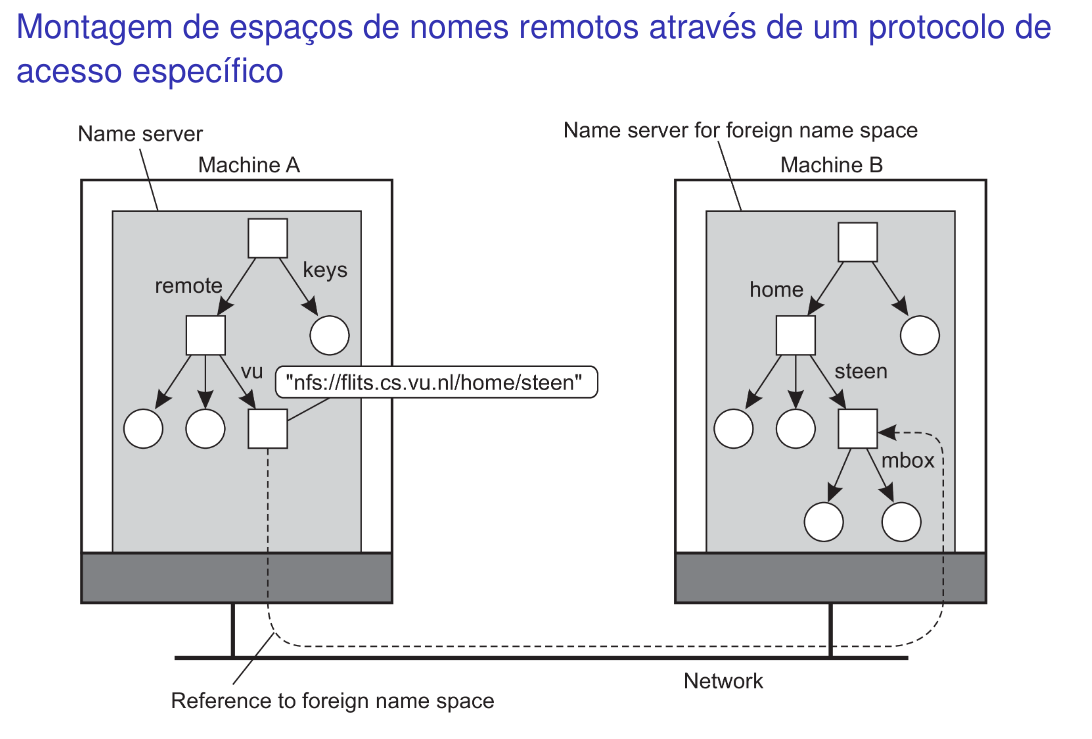 Montagem de espaços de nomes remotos através de um protocolo de
acesso específico
Name server
Name server for foreign name space
Machine A
Machine B
remote
keys
home
vu
"nfs://flits.cs.vu.nl/home/steen"
steen
mbox
Network
Reference to foreign name space